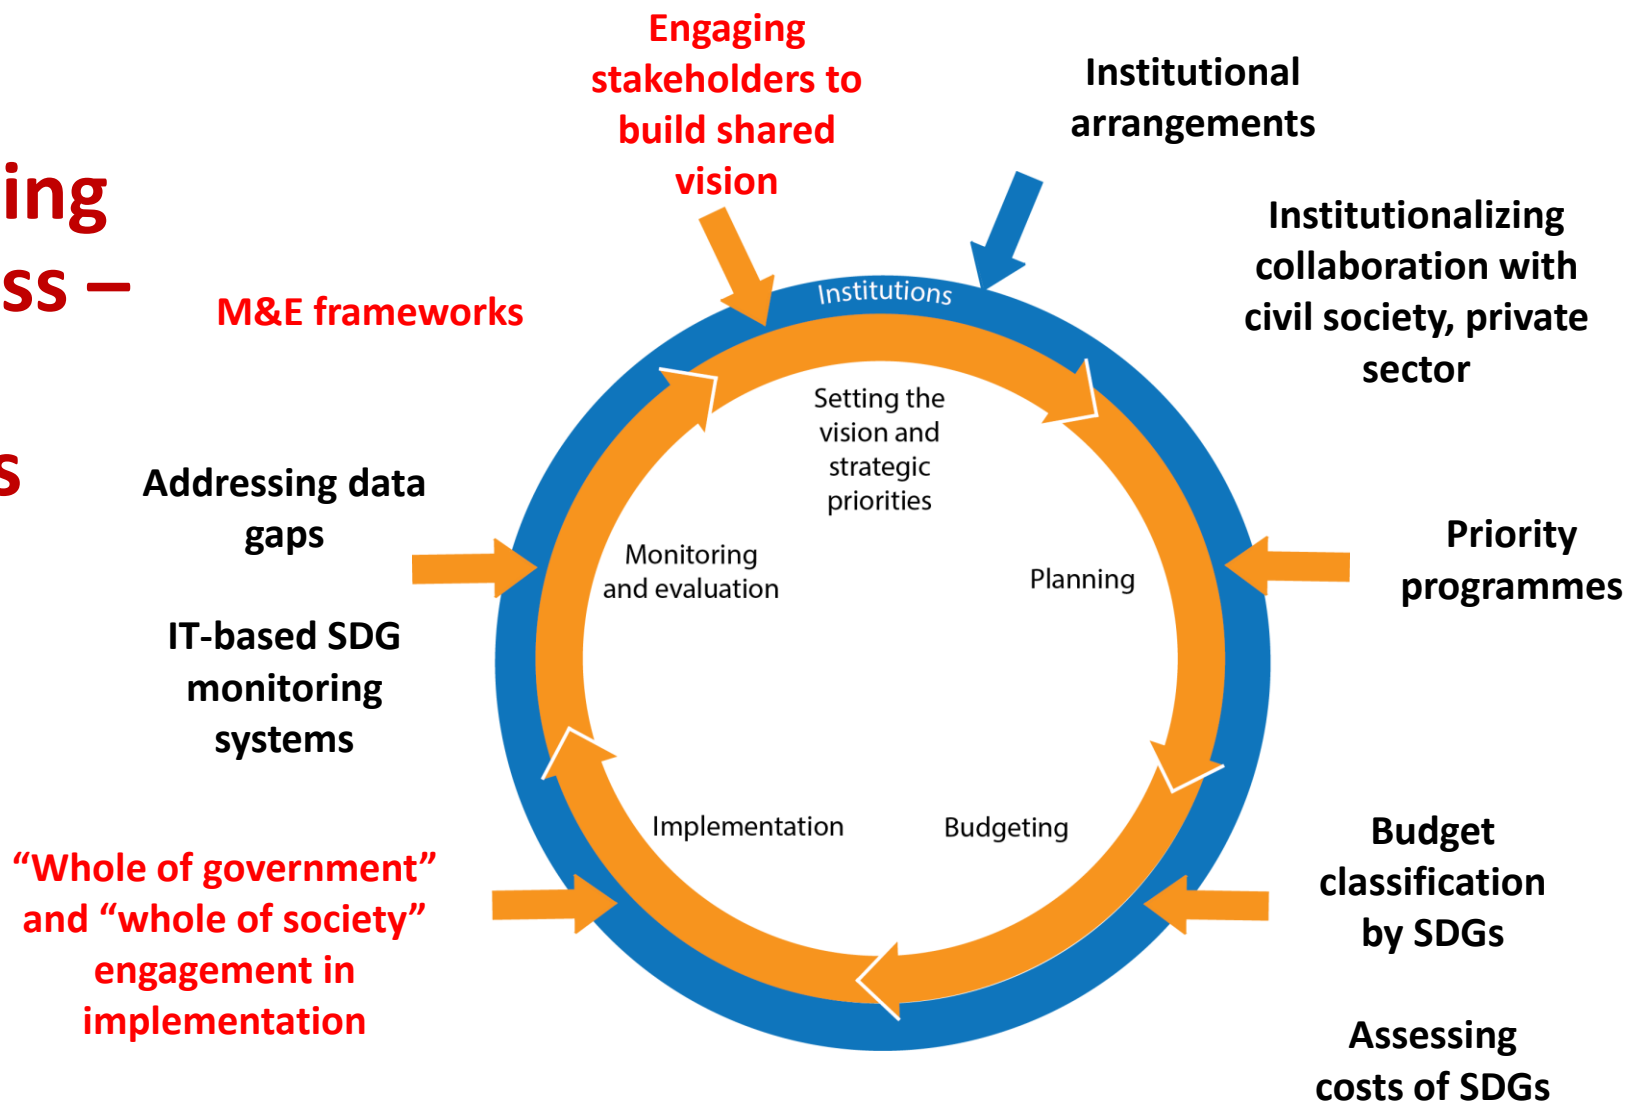 Engaging
stakeholders to
build shared
vision
Institutional
arrangements
ing
ss –
s
Institutionalizing
collaboration with
civil society, private
sector
M&E frameworks
Institutions
Setting the
vision and
strategic
priorities
Addressing data
gaps
Monitoring
and evaluation
Planning
Priority
programmes
IT-based SDG
monitoring
systems
Implementation
Budgeting
“Whole of government”
and “whole of society”
engagement in
implementation
Budget
classification
by SDGs
Assessing
costs of SDGs